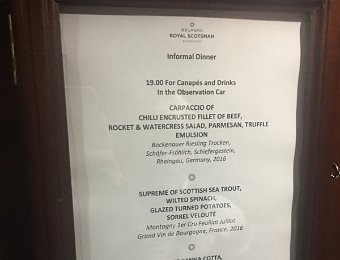 BELMOND
ROYAL SCOTSMAN
Informal Dinner
19.00 For Canapés and Drinks
In the Observation Car
CARPACCIO OF
CHILLI ENCRUSTED FILLET OF BEEF,
ROCKET & WATERCRESS SALAD, PARMESAN, TRUFFLE
EMULSION
Bockenauer Riesling Trocken,
Schäfer-Fröhlich, Schiefergestein,
Rheingau, Germany, 2016
SUPREME OF SCOTTISH SEA TROUT,
WILTED SPINACH,
GLAZED TURNED POTATOES,
SORREL VELOUTÉ
Montagny 1er Cru Feuillat Juillot
Grand Vin de Bourgogne, France, 2016